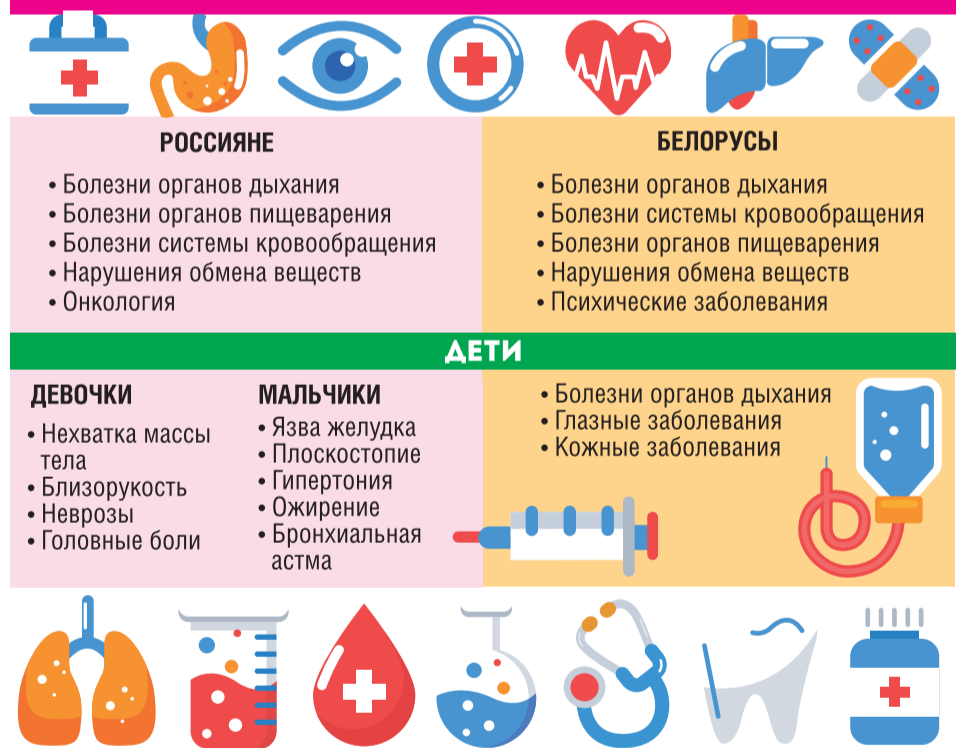 РОССИЯНЕ
• Болезни органов дыхания
• Болезни органов пищеварения
• Болезни системы кровообращения
• Нарушения обмена веществ
• Онкология
БЕЛОРУСЫ
• Болезни органов дыхания
• Болезни системы кровообращения
• Болезни органов пищеварения
• Нарушения обмена веществ
• Психические заболевания
ДЕТИ
ДЕВОЧКИ
• Нехватка массы
тела
• Близорукость
• Неврозы
• Головные боли
МАЛЬЧИКИ
• Язва желудка
• Плоскостопие
• Гипертония
• Ожирение
• Бронхиальная
астма
• Болезни органов дыхания
• Глазные заболевания
• Кожные заболевания